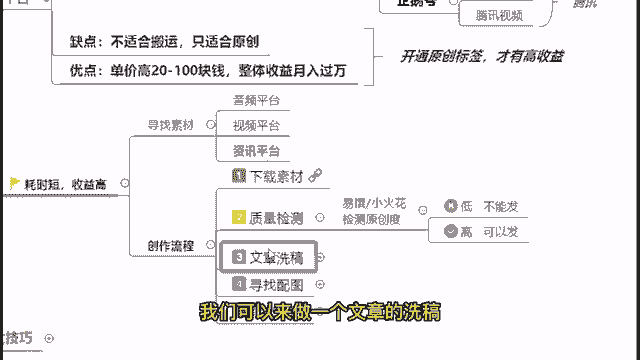 企鹅号
腾讯
腾讯视频
缺点：不适合搬运，只适合原创
优点：单价高20-100块钱，整体收益月入过万
开通原创标签，才有高收益
音频平台
寻找素材
视频平台
资讯平台
耗时短，收益高
1 下载素材
2 质量检测
易撰/小火花
检测原创度
低 不能发
高 可以发
创作流程
3 文章洗稿
4 寻找配图
我们可以来做一个文章的洗稿
技巧